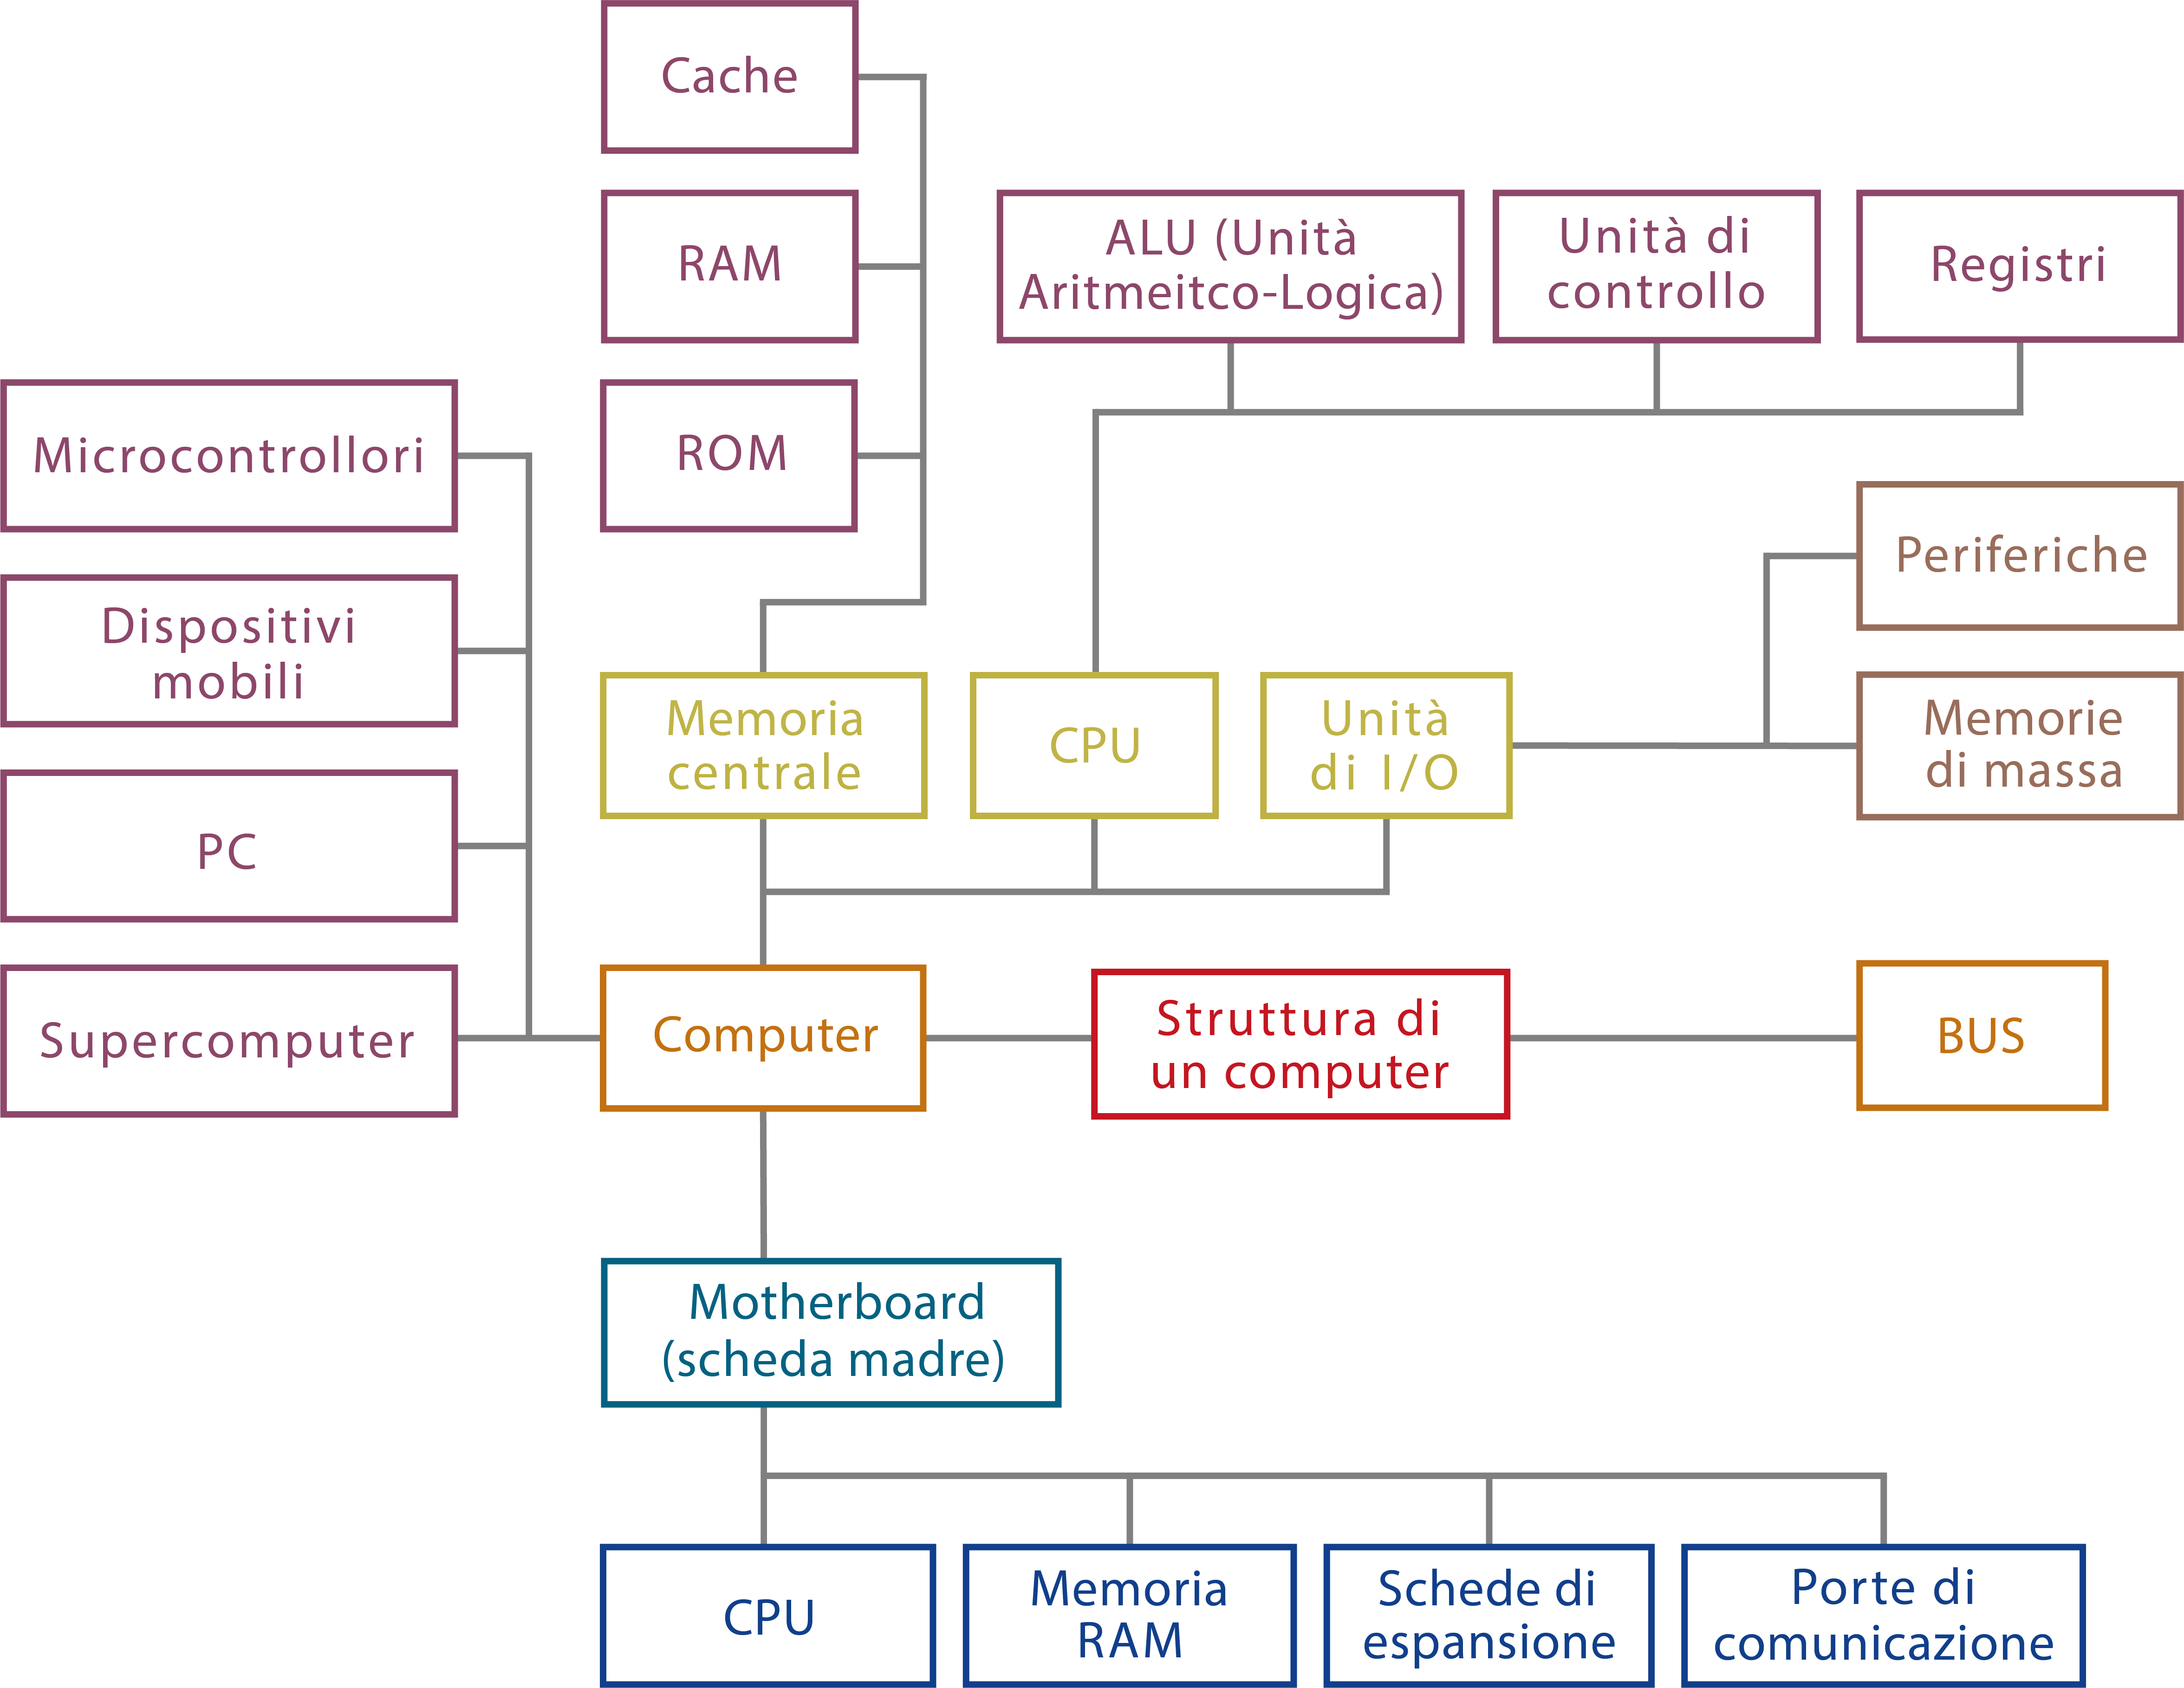 Cache
RAM
ROM
ALU (Unità
Aritmeitco-Logica)
Unità di
controllo
Registri
Microcontrollori
Dispositivi
mobili
PC
Supercomputer
Periferiche
Memoria
centrale
CPU
Unità
di I/O
Memorie
di massa
Computer
Struttura di
un computer
BUS
Motherboard
(scheda madre)
CPU
Memoria
RAM
Schede di
espansione
Porte di
comunicazione